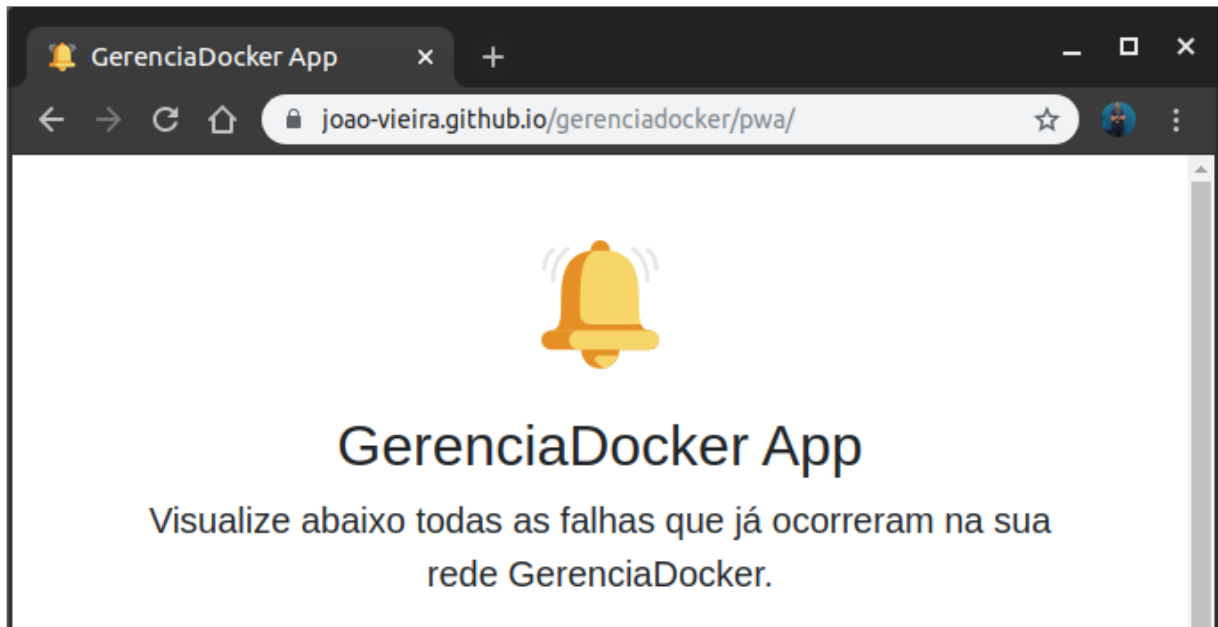 GerenciaDocker App
joao-vieira.github.io/gerenciadocker/pwa/
GerenciaDocker App
Visualize abaixo todas as falhas que já ocorreram na sua
rede GerenciaDocker.